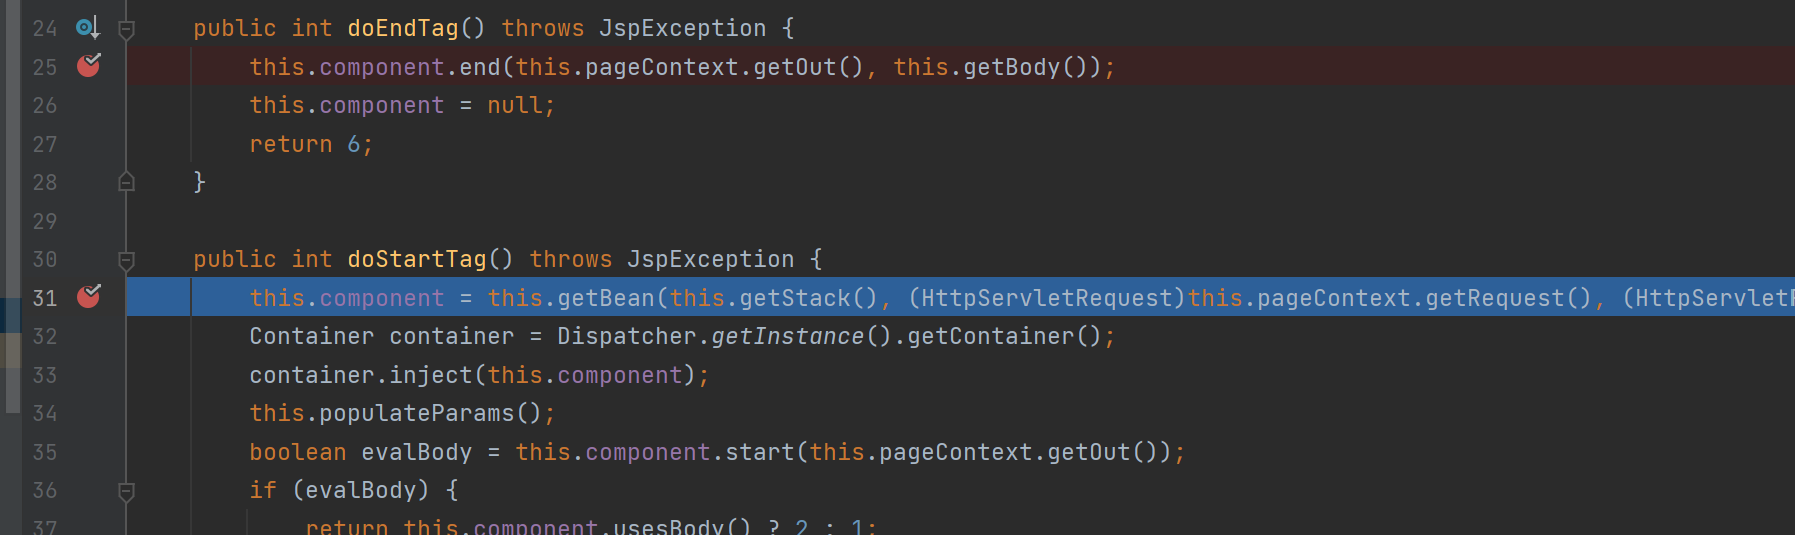 24 public int doEndTag() throws JspException {
25 this.component.end(this.pageContext.getOut(), this.getBody());
26 this.component = null;
27 return 6;
28 }
29
30 public int doStartTag() throws JspException {
31 this.component = this.getBean(this.getStack(), (HttpServletRequest)this.pageContext.getRequest(), (HttpServlet
32 Container container = Dispatcher.getInstance().getContainer();
33 container.inject(this.component);
34 this.populateParams();
35 boolean evalBody = this.component.start(this.pageContext.getOut());
36 if (evalBody) {
37 return this.component.usesBody() ? 2 : 1;